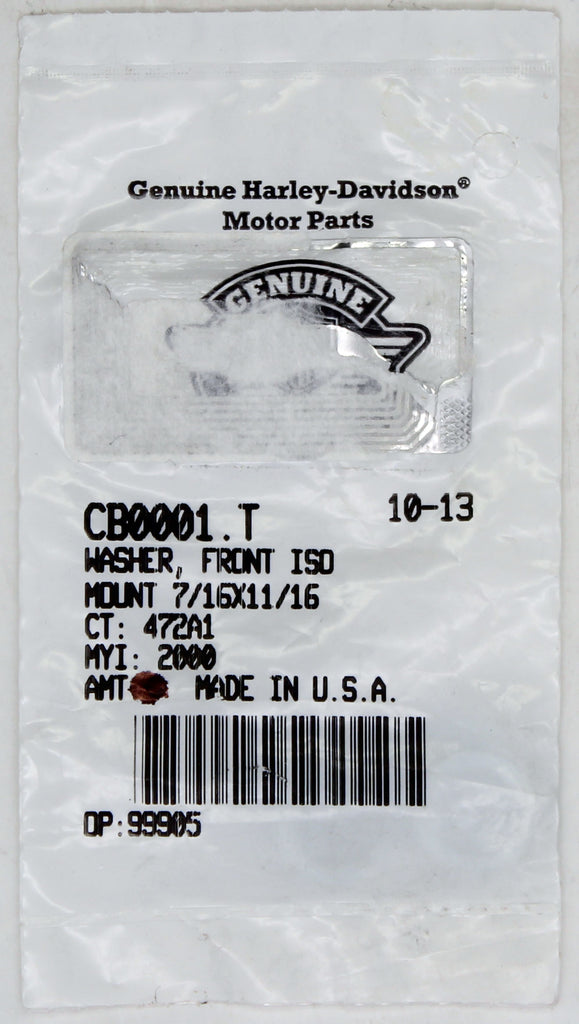 Genuine Harley-Davidson®
Motor Parts
GENUINE
CB0001.T 10-13
WASHER, FRONT ISO
MOUNT 7/16X11/16
CT: 472A1
MYI: 2000
AMT MADE IN U.S.A.
OP:99905